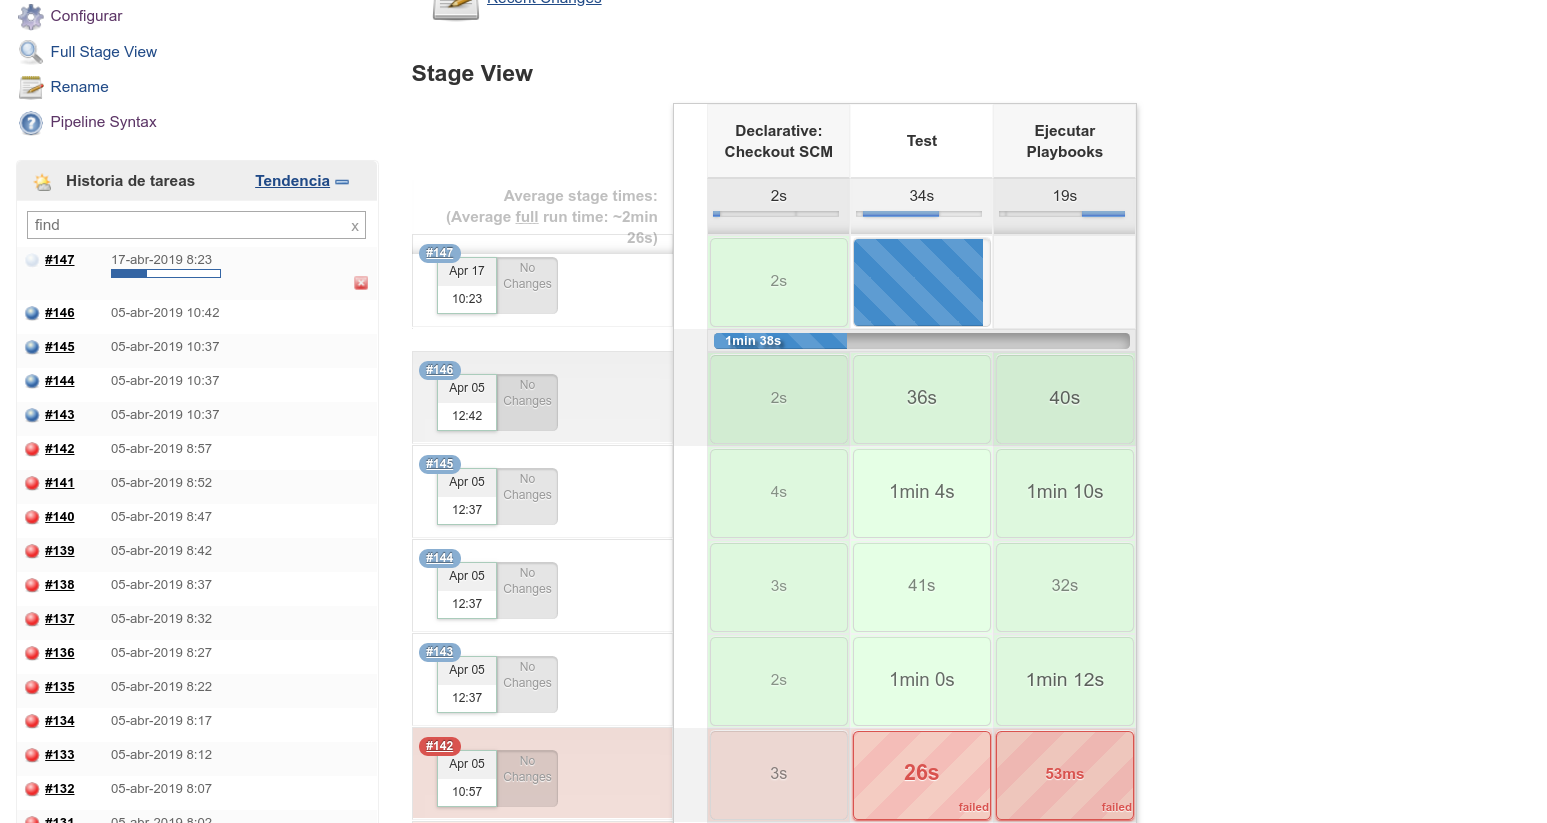 Configurar
Full Stage View
Rename
Pipeline Syntax
Historia de tareas
Tendencia
find
x
#147
17-abr-2019 8:23
#146
05-abr-2019 10:42
#145
05-abr-2019 10:37
#144
05-abr-2019 10:37
#143
05-abr-2019 10:37
#142
05-abr-2019 8:57
#141
05-abr-2019 8:52
#140
05-abr-2019 8:47
#139
05-abr-2019 8:42
#138
05-abr-2019 8:37
#137
05-abr-2019 8:32
#136
05-abr-2019 8:27
#135
05-abr-2019 8:22
#134
05-abr-2019 8:17
#133
05-abr-2019 8:12
#132
05-abr-2019 8:07
#131
05-abr-2019 8:02
Recent Changes
Stage View
Declarative:
Checkout SCM
Test
Ejecutar
Playbooks
Average stage times:
(Average full run time: ~2min
26s)
2s
34s
19s
#147
Apr 17
10:23
No
Changes
2s
1min 38s
#146
Apr 05
12:42
No
Changes
2s
36s
40s
#145
Apr 05
12:37
No
Changes
4s
1min 4s
1min 10s
#144
Apr 05
12:37
No
Changes
3s
41s
32s
#143
Apr 05
12:37
No
Changes
2s
1min 0s
1min 12s
#142
Apr 05
10:57
No
Changes
3s
26s
failed
53ms
failed